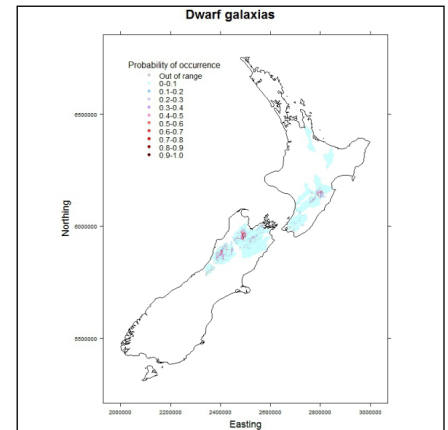 Dwarf galaxias
Probability of occurrence
Out of range
0-0.1
0.1-0.2
0.2-0.3
0.3-0.4
0.4-0.5
0.5-0.6
0.6-0.7
0.7-0.8
0.8-0.9
0.9-1.0
Northing
6500000
6000000
5500000
2000000 2200000 2400000 2600000 2800000 3000000
Easting